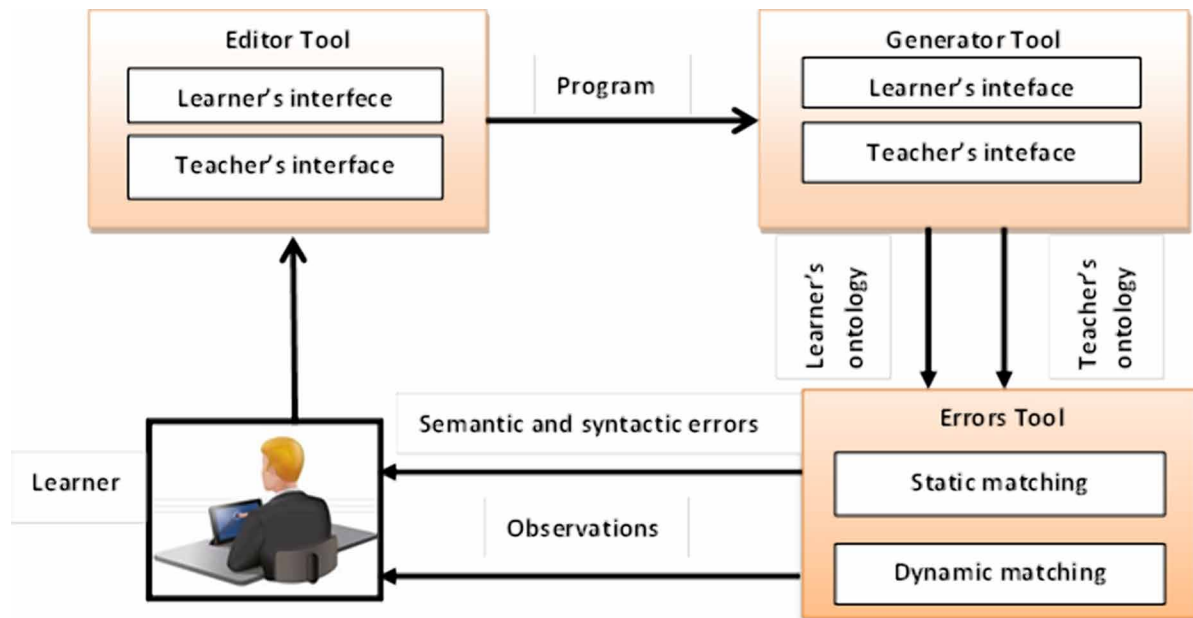 Editor Tool
Learner's interfece
Teacher's interface
Program
Generator Tool
Learner's inteface
Teacher's inteface
Learner's
ontology
Teacher's
ontology
Errors Tool
Static matching
Dynamic matching
Semantic and syntactic errors
Observations
Learner